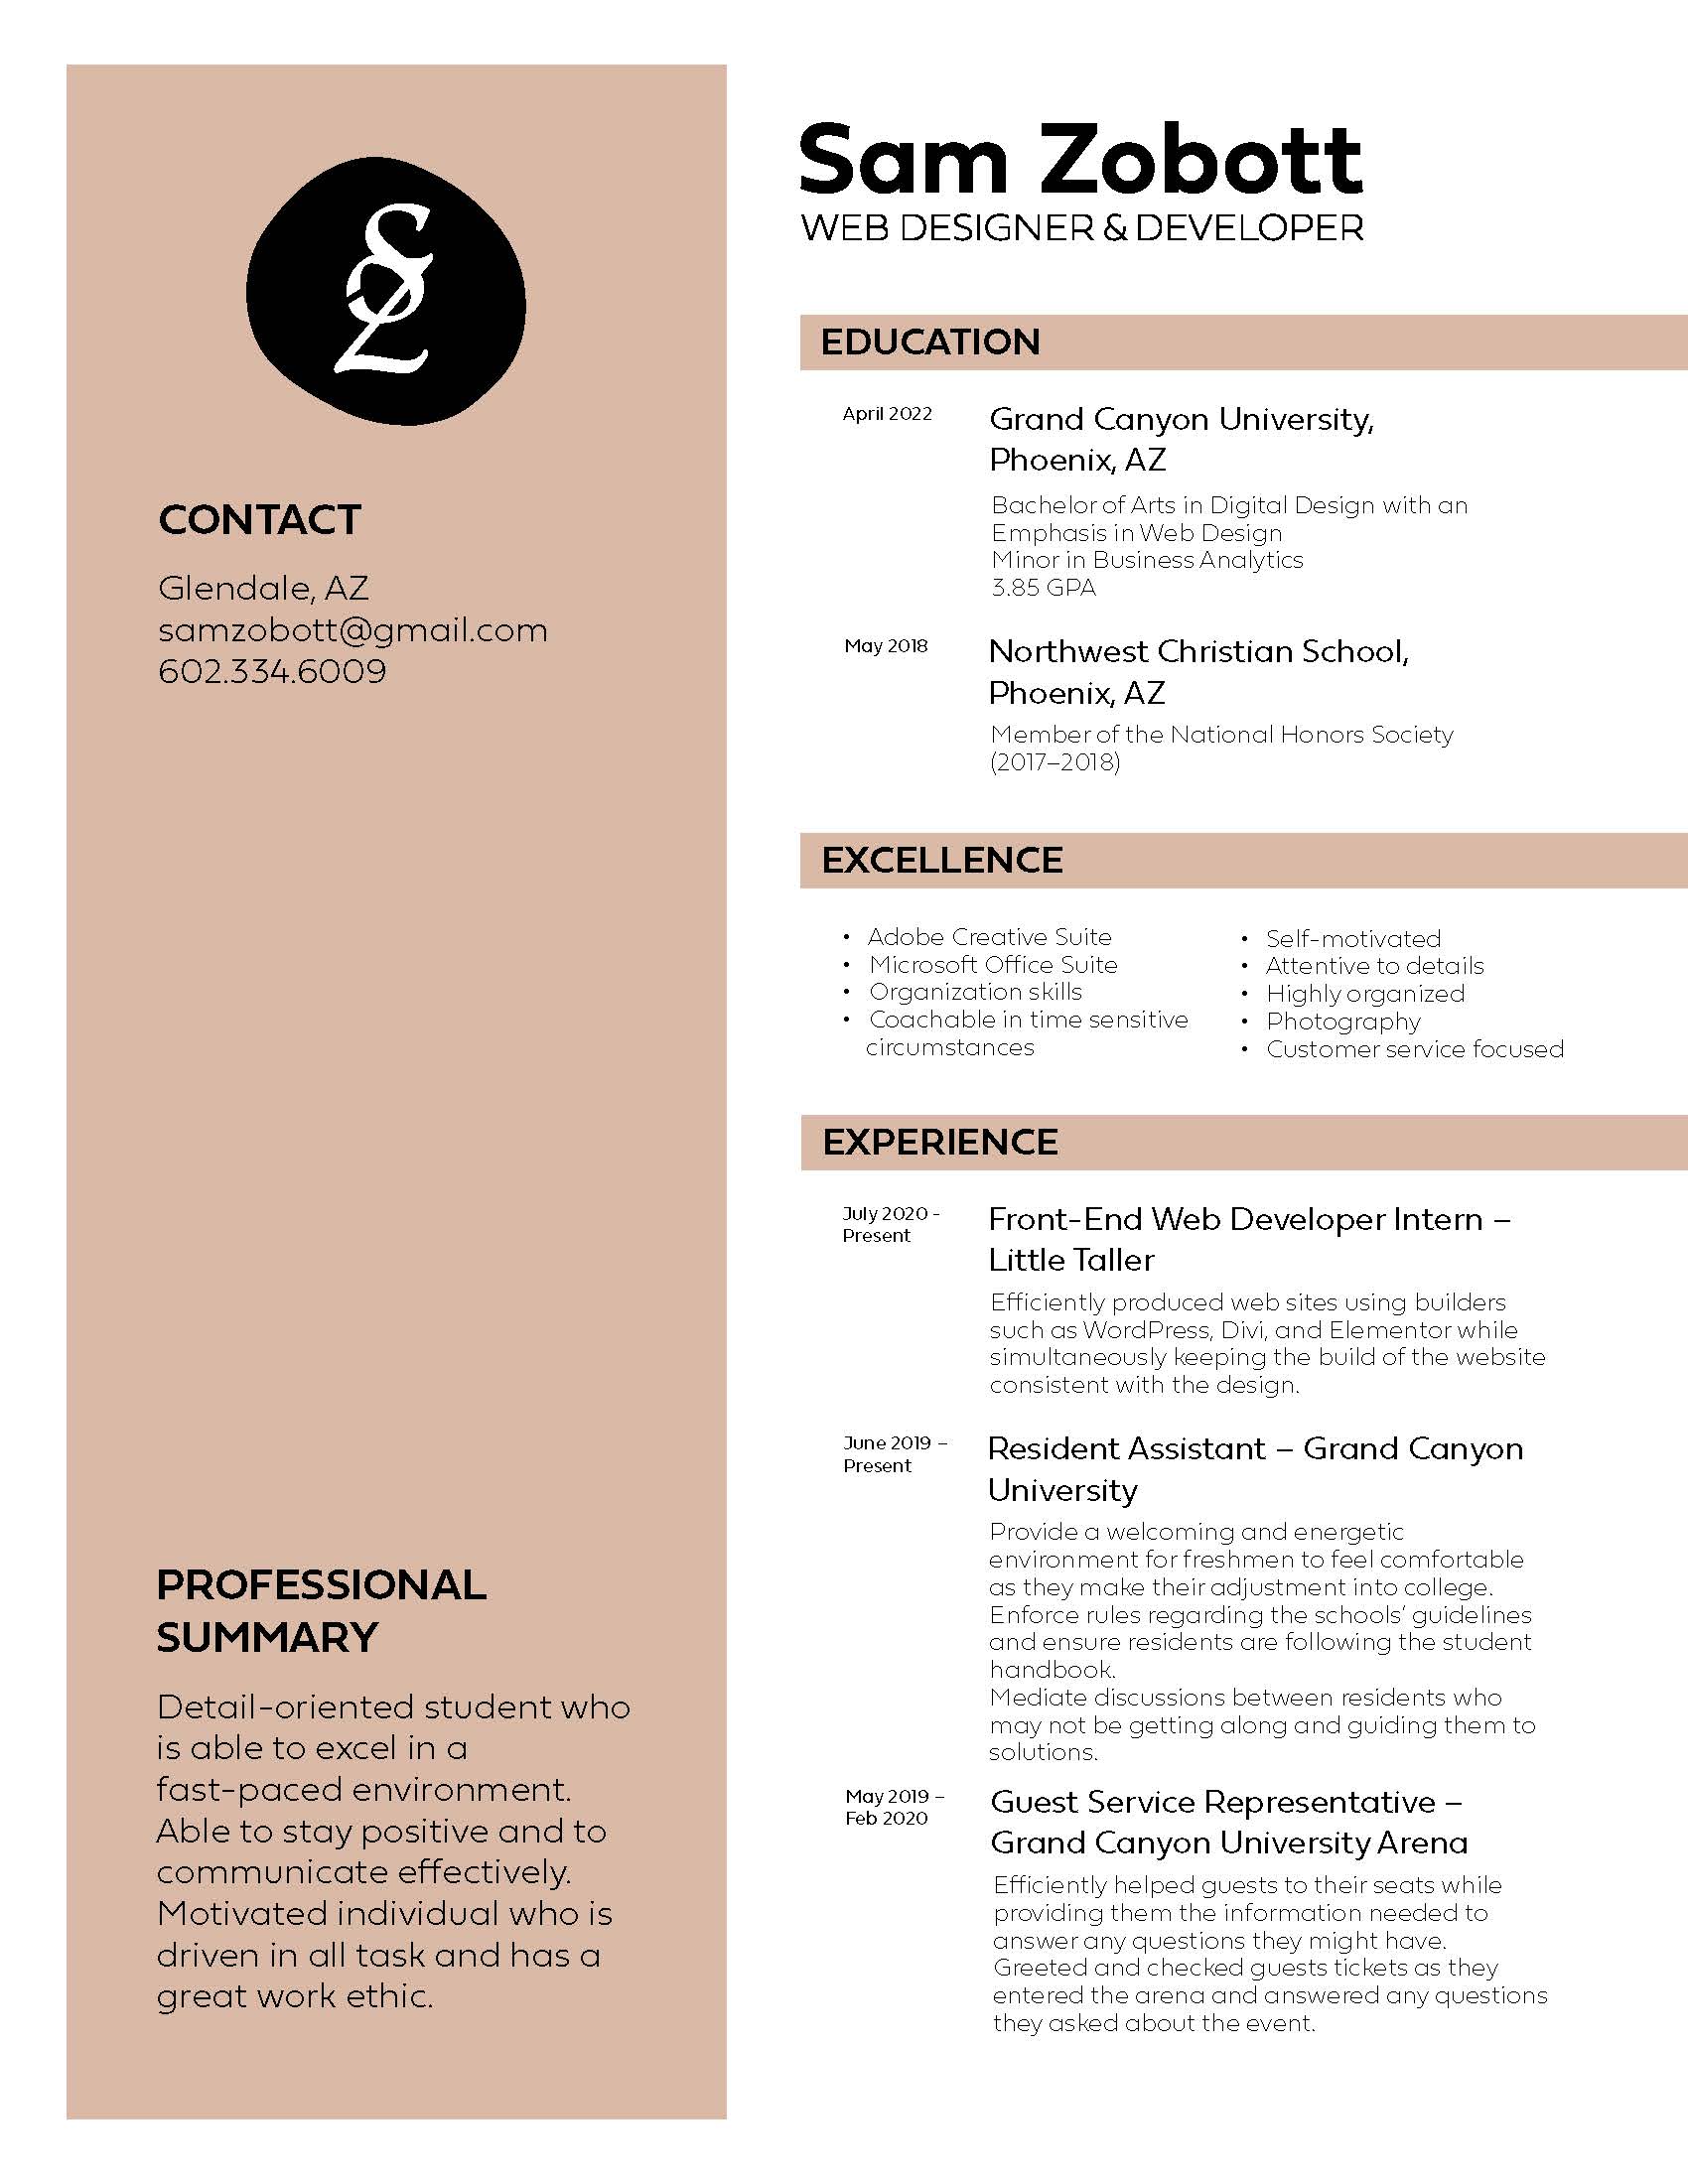 SZ
CONTACT
Glendale, AZ
samzobott@gmail.com
602.334.6009
PROFESSIONAL
SUMMARY
Detail-oriented student who
is able to excel in a
fast-paced environment.
Able to stay positive and to
communicate effectively.
Motivated individual who is
driven in all task and has a
great work ethic.
Sam Zobott
WEB DESIGNER & DEVELOPER
EDUCATION
April 2022
Grand Canyon University,
Phoenix, AZ
Bachelor of Arts in Digital Design with an
Emphasis in Web Design
Minor in Business Analytics
3.85 GPA
May 2018
Northwest Christian School,
Phoenix, AZ
Member of the National Honors Society
(2017–2018)
EXCELLENCE
• Adobe Creative Suite
• Microsoft Office Suite
• Organization skills
• Coachable in time sensitive
circumstances
• Self-motivated
• Attentive to details
• Highly organized
• Photography
• Customer service focused
EXPERIENCE
July 2020 -
Present
Front-End Web Developer Intern –
Little Taller
Efficiently produced web sites using builders
such as WordPress, Divi, and Elementor while
simultaneously keeping the build of the website
consistent with the design.
June 2019 –
Present
Resident Assistant – Grand Canyon
University
Provide a welcoming and energetic
environment for freshmen to feel comfortable
as they make their adjustment into college.
Enforce rules regarding the schools’ guidelines
and ensure residents are following the student
handbook.
Mediate discussions between residents who
may not be getting along and guiding them to
solutions.
May 2019 –
Feb 2020
Guest Service Representative –
Grand Canyon University Arena
Efficiently helped guests to their seats while
providing them the information needed to
answer any questions they might have.
Greeted and checked guests tickets as they
entered the arena and answered any questions
they asked about the event.